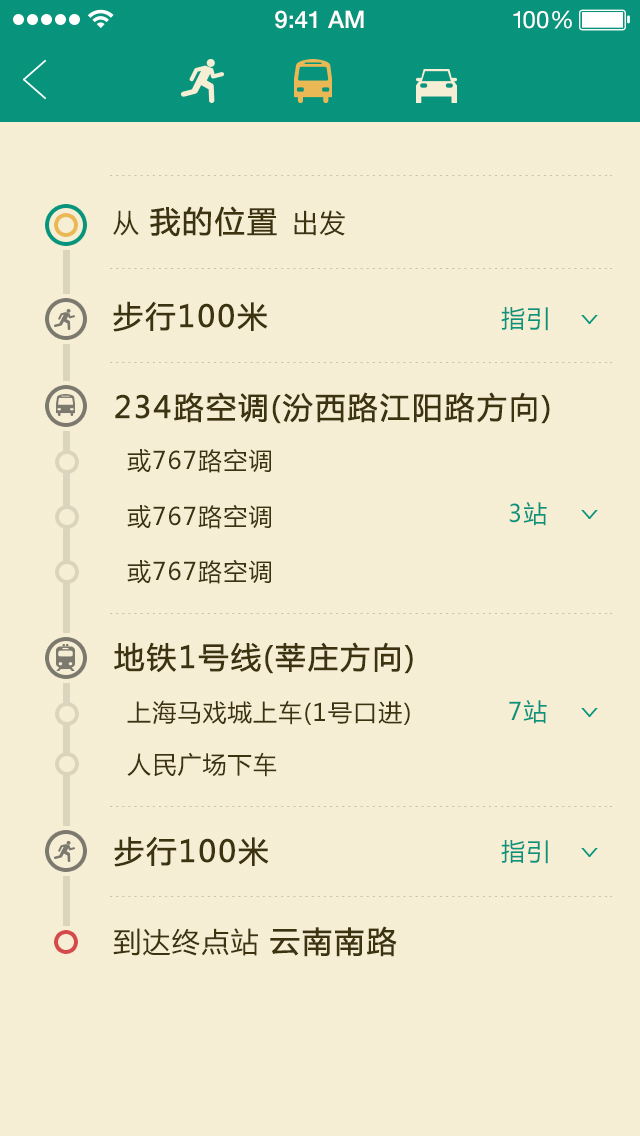 9:41 AM 100%
从 我的位置 出发
步行100米 指引
234路空调(汾西路江阳路方向)
或767路空调
或767路空调 3站
或767路空调
地铁1号线(莘庄方向)
上海马戏城上车(1号口进) 7站
人民广场下车
步行100米 指引
到达终点站 云南南路